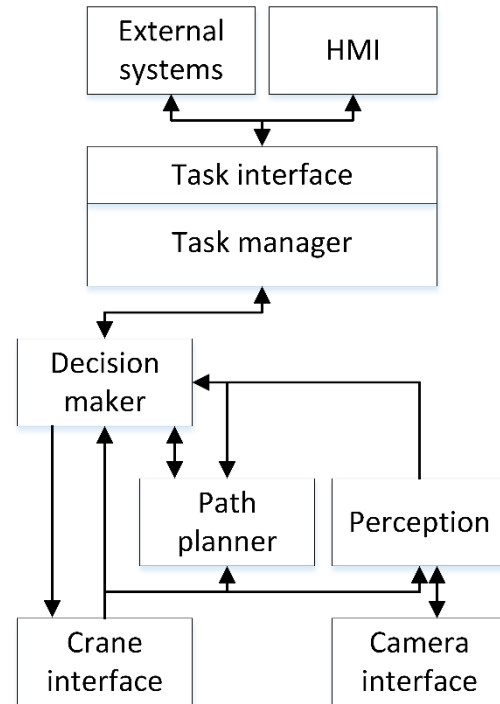 External
systems
HMI
Task interface
Task manager
Decision
maker
Path
planner
Perception
Crane
interface
Camera
interface